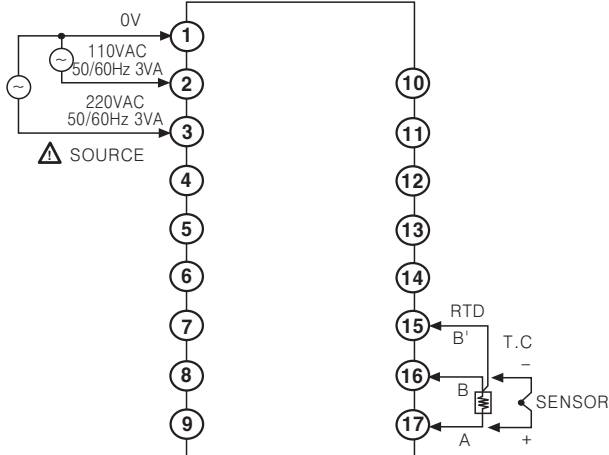 0V
1
110VAC
50/60Hz 3VA
2
220VAC
50/60Hz 3VA
3
SOURCE
4
5
6
7
8
9
10
11
12
13
14
15
16
17
RTD
B'
T.C
–
B
SENSOR
A
+